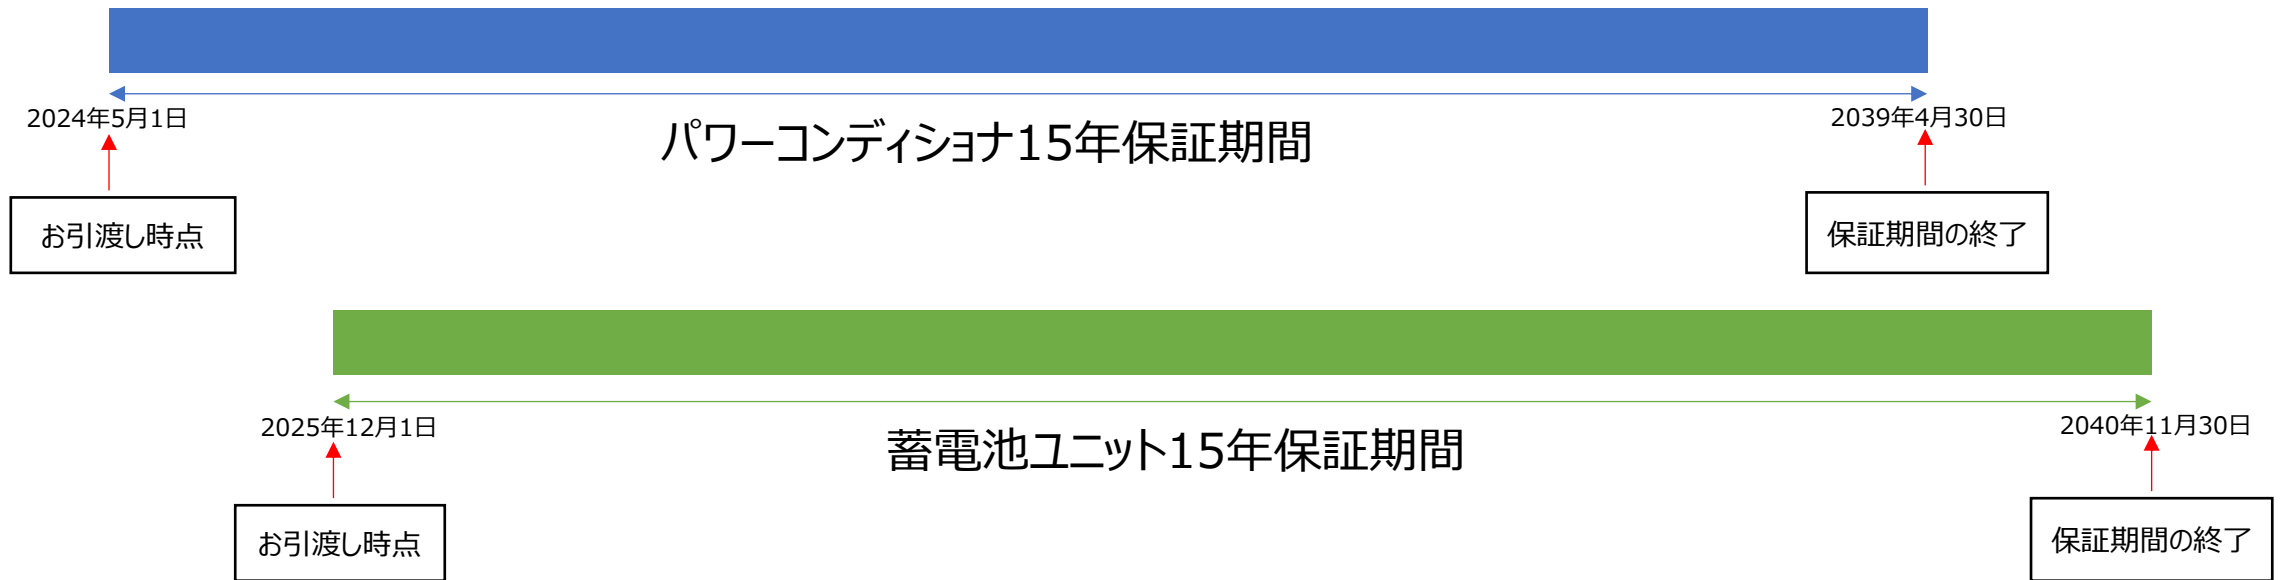 2024年5月1日
2039年4月30日
パワーコンディショナ15年保証期間
お引渡し時点
保証期間の終了
2025年12月1日
2040年11月30日
蓄電池ユニット15年保証期間
お引渡し時点
保証期間の終了